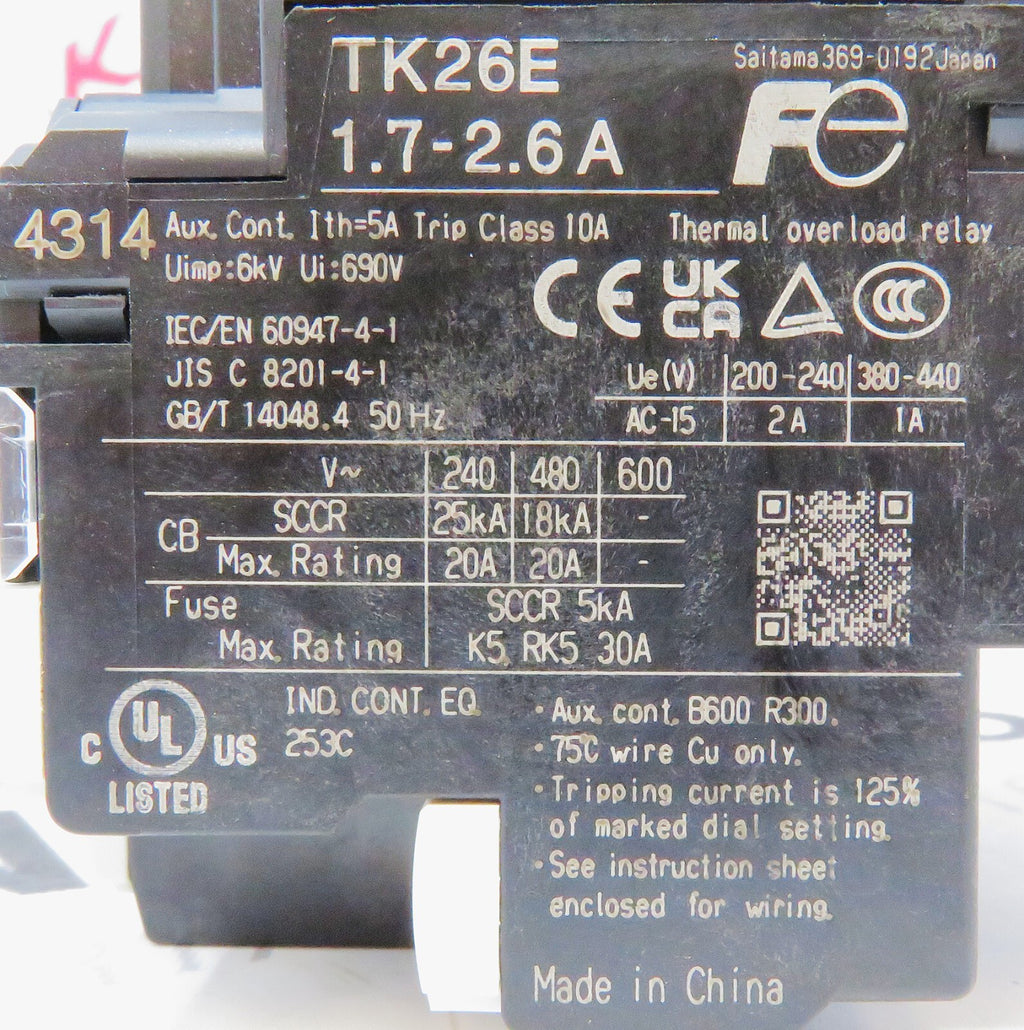 TK26E
1.7-2.6A
Saitama 369-0192 Japan
Fe
4314
Aux. Cont. Ith=5A Trip Class 10A
Thermal overload relay
Uimp:6kV Ui:690V
CE UK CA CCC
IEC/EN 60947-4-1
JIS C 8201-4-1
GB/T 14048.4 50Hz
Ue(V) 200-240 380-440
AC-15 2A 1A
V~ 240 480 600
CB SCCR 25kA 18kA -
Max. Rating 20A 20A -
Fuse SCCR 5kA
Max. Rating K5 RK5 30A
C UL US
LISTED
IND. CONT. EQ
253C
・Aux. cont. B600 R300.
・75C wire Cu only.
・Tripping current is 125%
of marked dial setting.
・See instruction sheet
enclosed for wiring.
Made in China